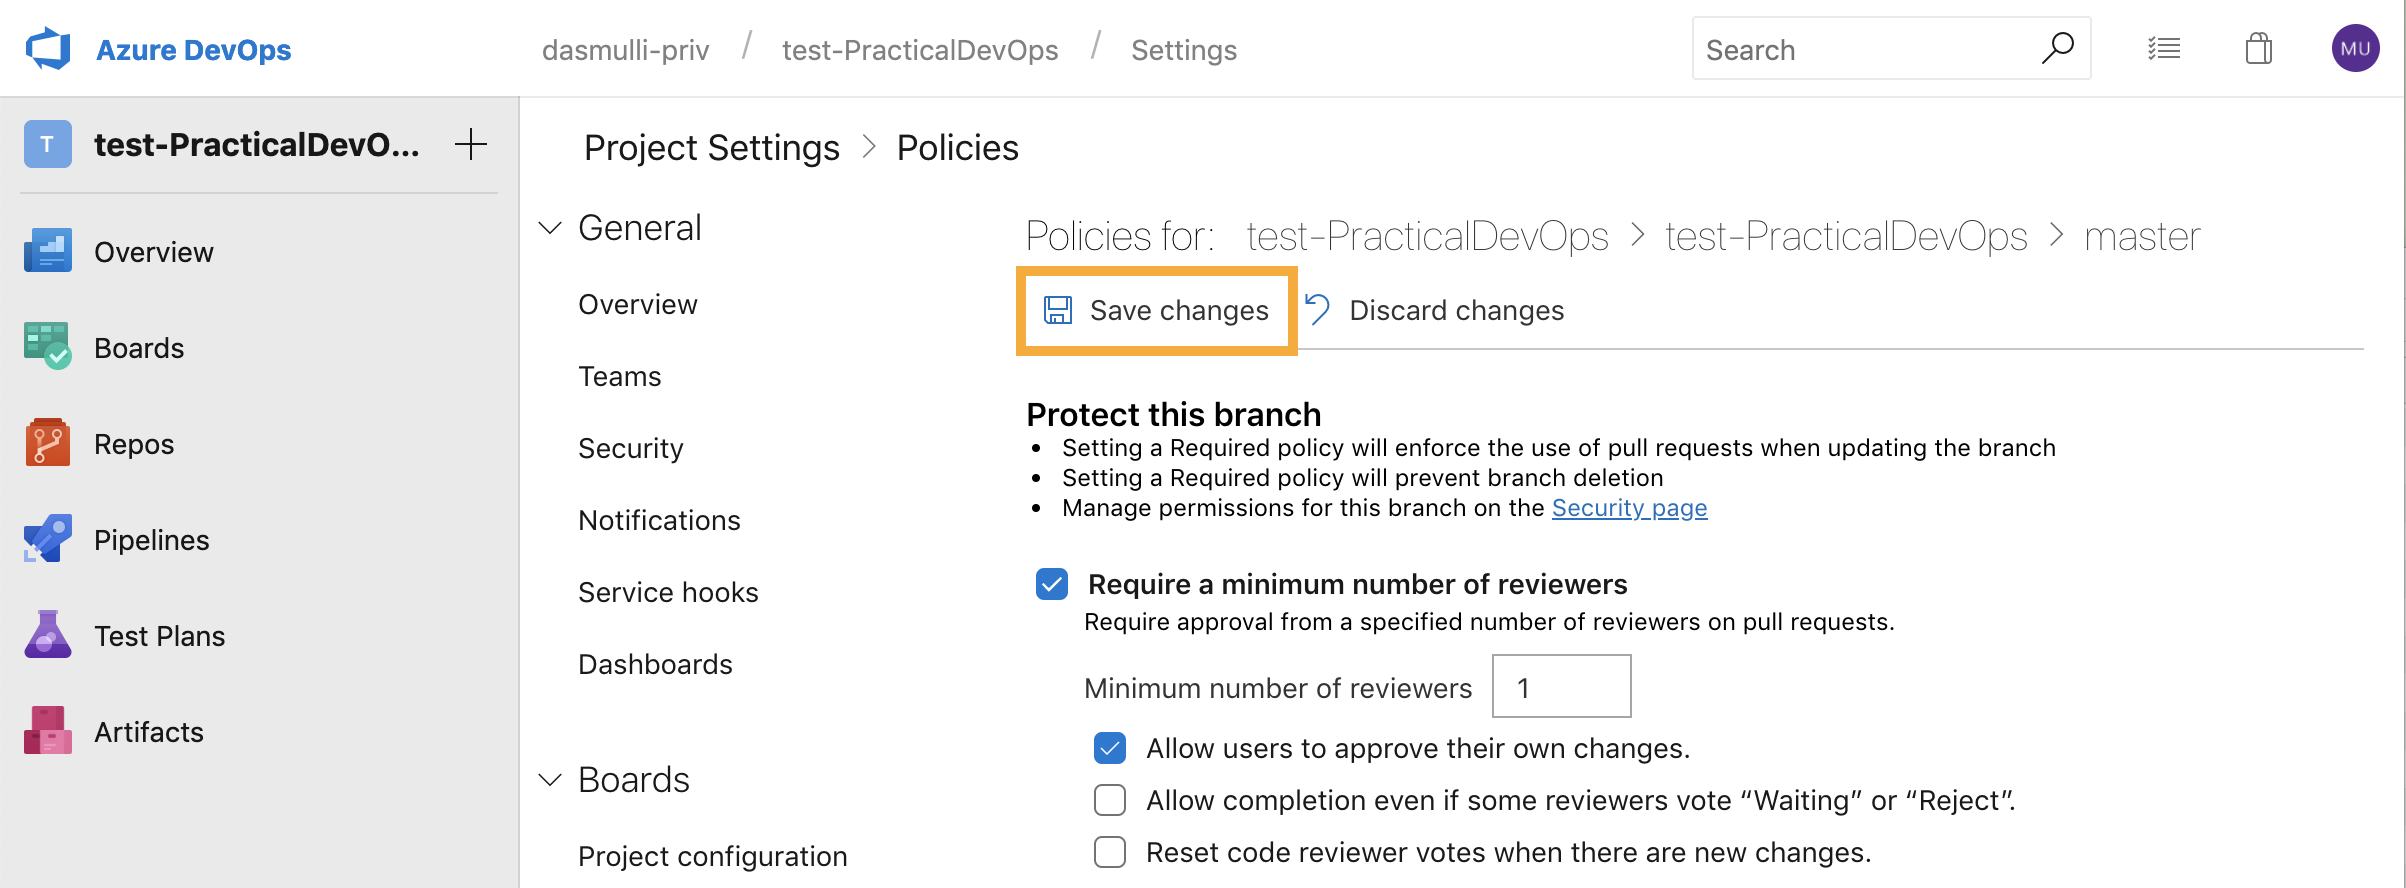 Azure DevOps
dasmulli-priv / test-PracticalDevOps / Settings
Search
MU
T
test-PracticalDevO...
Overview
Boards
Repos
Pipelines
Test Plans
Artifacts
Project Settings > Policies
General
Overview
Teams
Security
Notifications
Service hooks
Dashboards
Boards
Project configuration
Policies for: test-PracticalDevOps > test-PracticalDevOps > master
Save changes
Discard changes
Protect this branch
• Setting a Required policy will enforce the use of pull requests when updating the branch
• Setting a Required policy will prevent branch deletion
• Manage permissions for this branch on the Security page
Require a minimum number of reviewers
Require approval from a specified number of reviewers on pull requests.
Minimum number of reviewers 1
Allow users to approve their own changes.
Allow completion even if some reviewers vote “Waiting” or “Reject”.
Reset code reviewer votes when there are new changes.